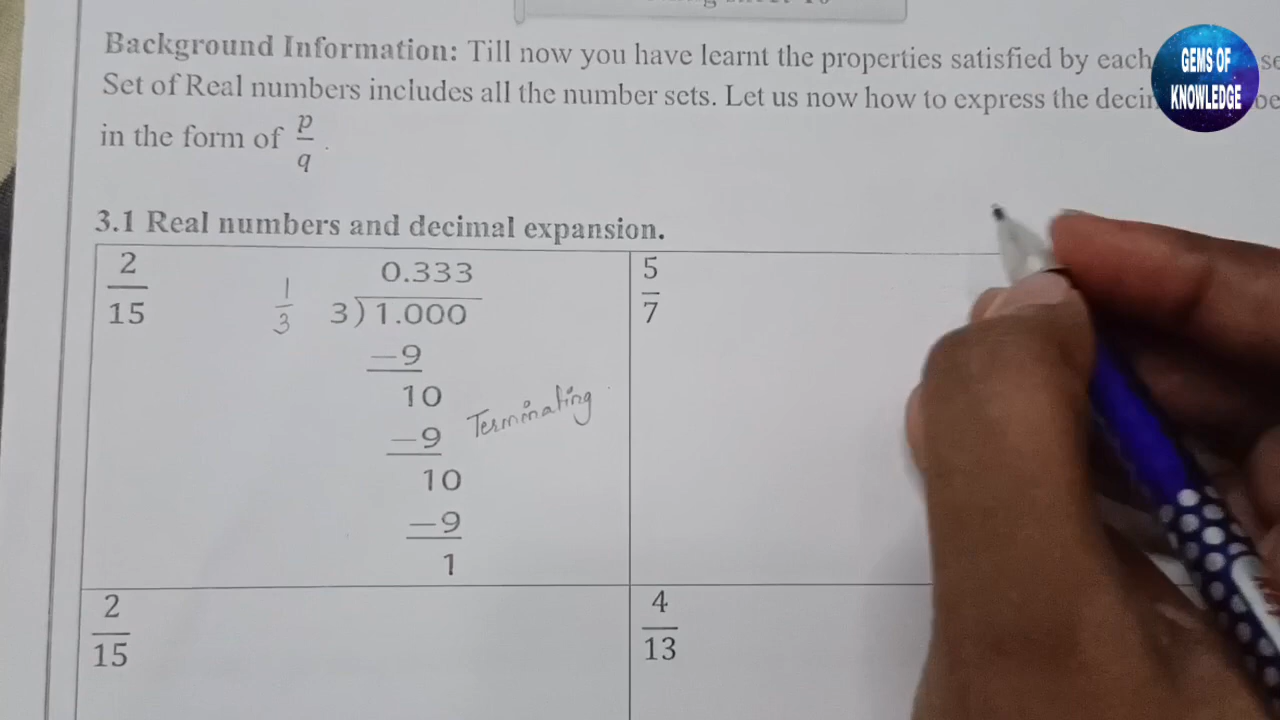 Background Information: Till now you have learnt the properties satisfied by each
Set of Real numbers includes all the number sets. Let us now how to express the
in the form of p/q.
GEMS OF
KNOWLEDGE
3.1 Real numbers and decimal expansion.
2/15
1/3
0.333
3)1.000
−9
10
−9
10
−9
1
Terminating
5/7
2/15
4/13